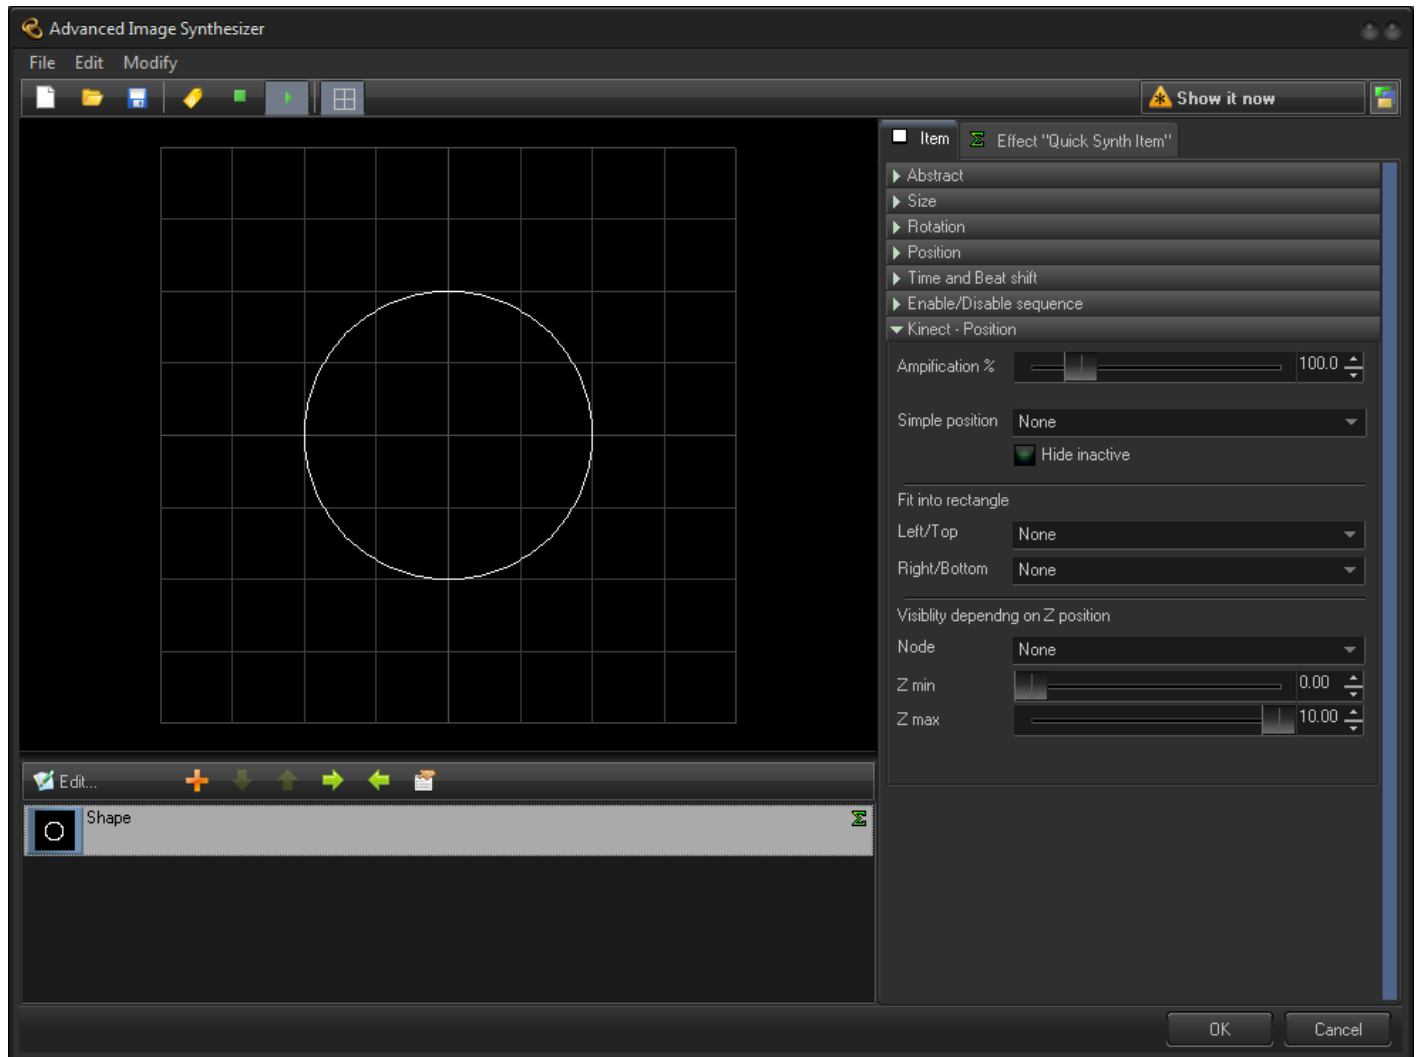 Advanced Image Synthesizer
File Edit Modify
Show it now
Item Effect "Quick Synth Item"
Abstract
Size
Rotation
Position
Time and Beat shift
Enable/Disable sequence
Kinect - Position
Ampification % 100.0
Simple position None
Hide inactive
Fit into rectangle
Left/Top None
Right/Bottom None
Visiblity dependng on Z position
Node None
Z min 0.00
Z max 10.00
Edit...
Shape
OK Cancel